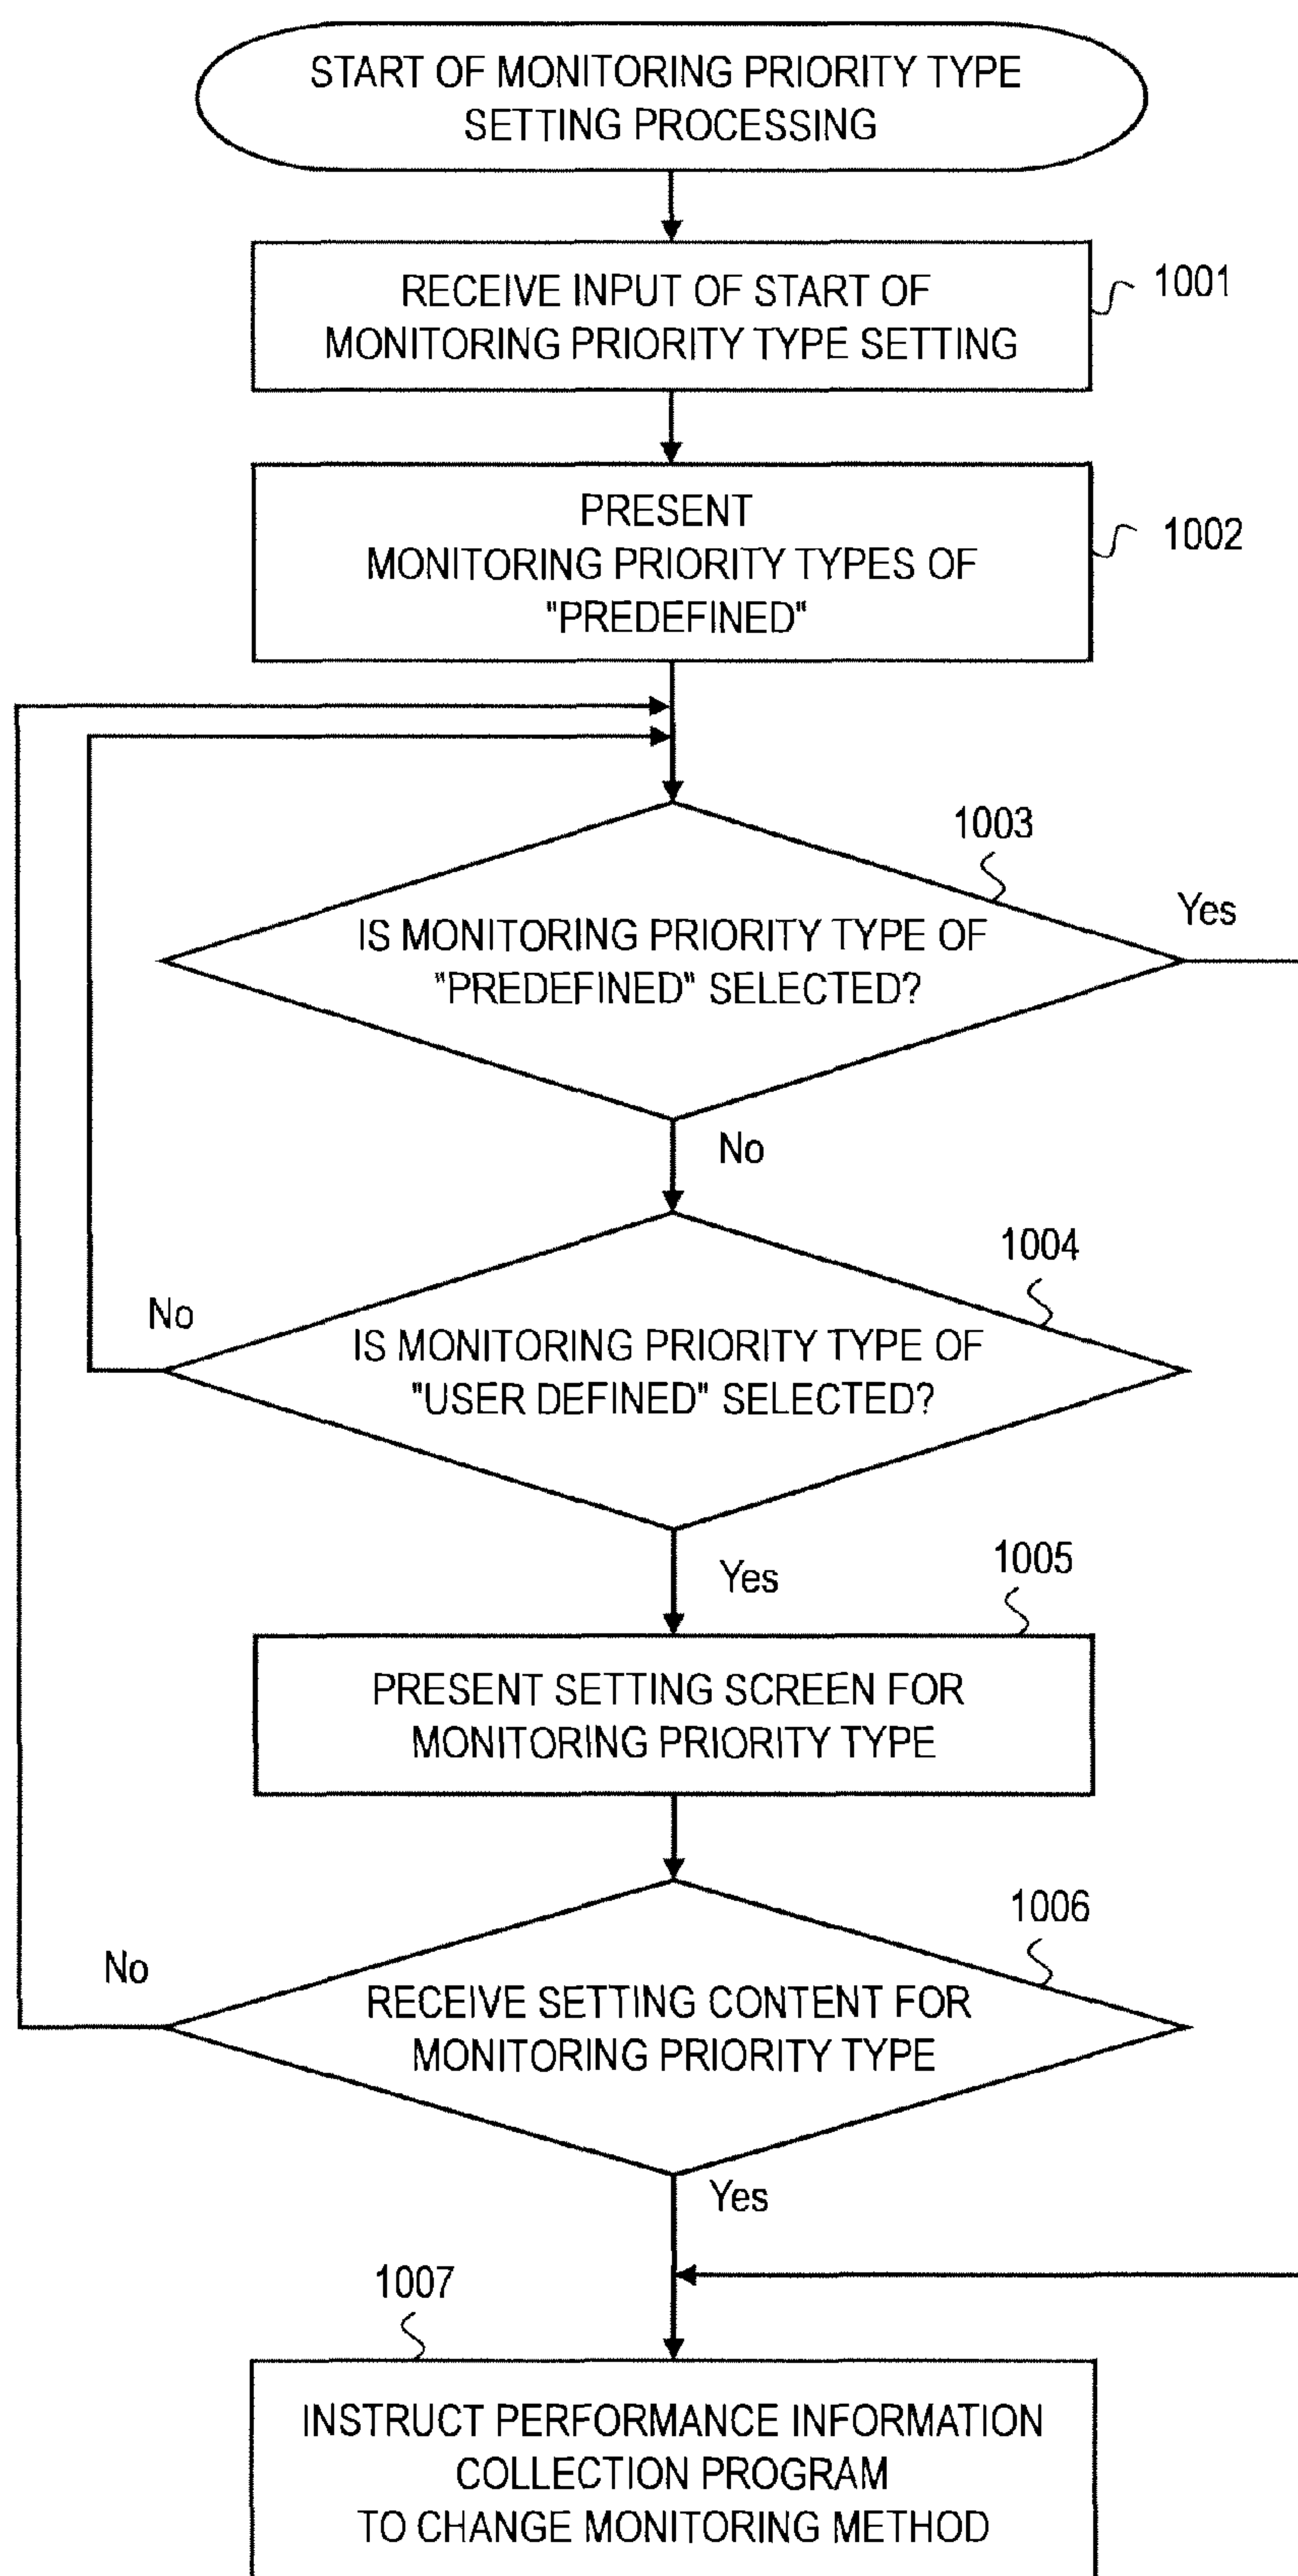 START OF MONITORING PRIORITY TYPE
SETTING PROCESSING
RECEIVE INPUT OF START OF
MONITORING PRIORITY TYPE SETTING
1001
PRESENT
MONITORING PRIORITY TYPES OF
"PREDEFINED"
1002
1003
IS MONITORING PRIORITY TYPE OF
"PREDEFINED" SELECTED?
Yes
No
1004
No
IS MONITORING PRIORITY TYPE OF
"USER DEFINED" SELECTED?
Yes
1005
PRESENT SETTING SCREEN FOR
MONITORING PRIORITY TYPE
1006
No
RECEIVE SETTING CONTENT FOR
MONITORING PRIORITY TYPE
Yes
1007
INSTRUCT PERFORMANCE INFORMATION
COLLECTION PROGRAM
TO CHANGE MONITORING METHOD